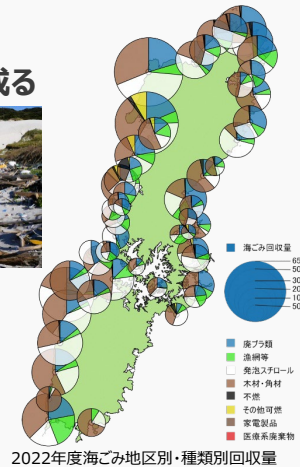 成る
海ごみ回収量
65
50
30
20
10
50
廃プラ類
漁網等
発泡スチロール
木材・角材
不燃
その他可燃
家電製品
医療系廃棄物
2022年度海ごみ地区別・種類別回収量